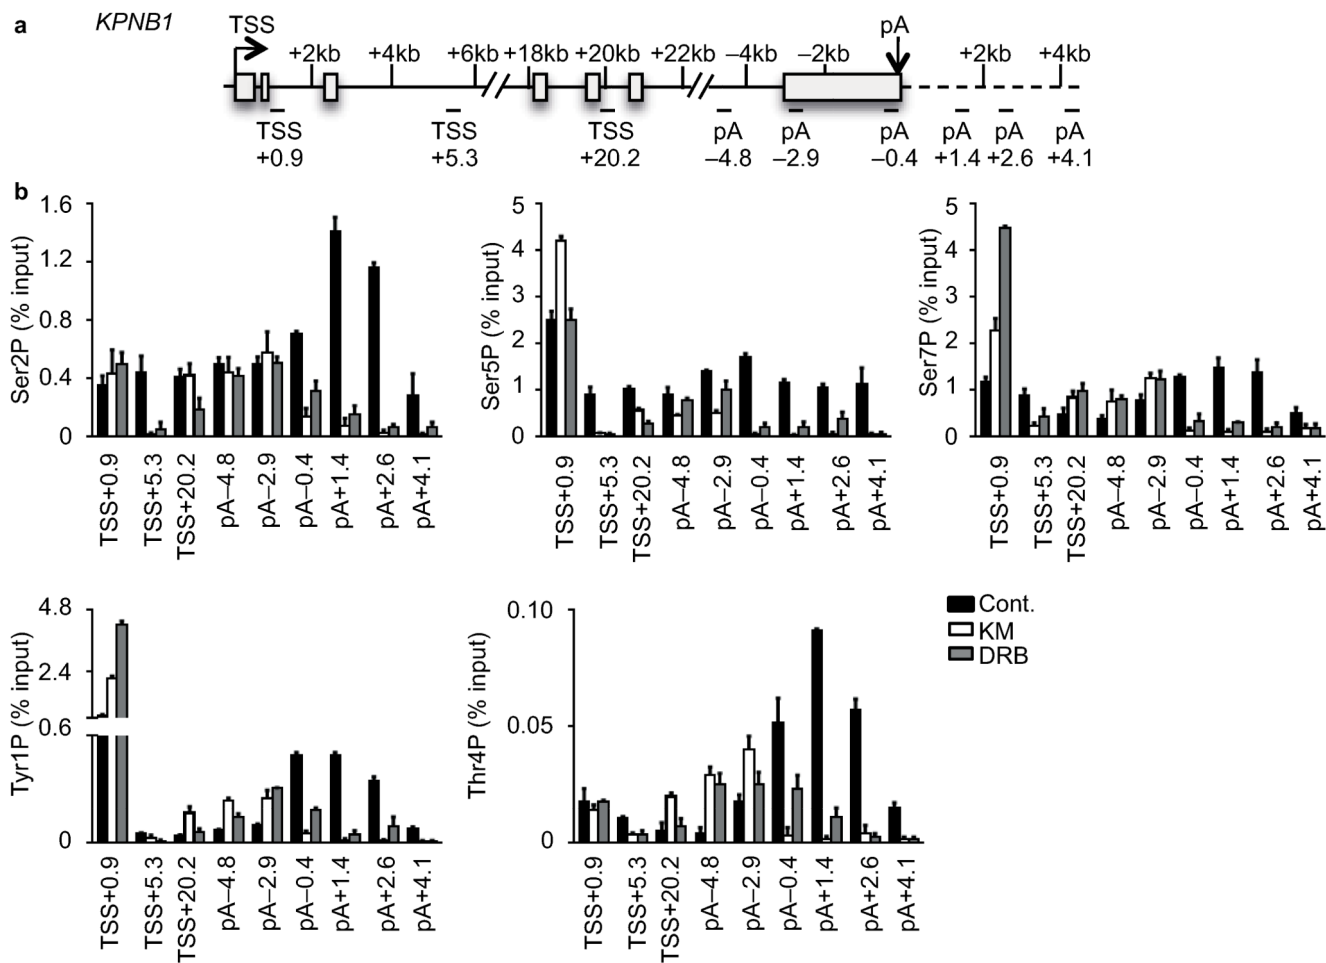 a KPNB1 TSS pA
+2kb +4kb +6kb +18kb +20kb +22kb –4kb –2kb +2kb +4kb
TSS TSS TSS pA pA pA pA pA pA
+0.9 +5.3 +20.2 –4.8 –2.9 –0.4 +1.4 +2.6 +4.1
b
Ser2P (% input)
1.6
1.2
0.8
0.4
0
TSS+0.9 TSS+5.3 TSS+20.2 pA–4.8 pA–2.9 pA–0.4 pA+1.4 pA+2.6 pA+4.1
Ser5P (% input)
5
4
3
2
1
0
TSS+0.9 TSS+5.3 TSS+20.2 pA–4.8 pA–2.9 pA–0.4 pA+1.4 pA+2.6 pA+4.1
Ser7P (% input)
5
4
3
2
1
0
TSS+0.9 TSS+5.3 TSS+20.2 pA–4.8 pA–2.9 pA–0.4 pA+1.4 pA+2.6 pA+4.1
Tyr1P (% input)
4.8
2.4
0.6
0
TSS+0.9 TSS+5.3 TSS+20.2 pA–4.8 pA–2.9 pA–0.4 pA+1.4 pA+2.6 pA+4.1
Thr4P (% input)
0.10
0.05
0
TSS+0.9 TSS+5.3 TSS+20.2 pA–4.8 pA–2.9 pA–0.4 pA+1.4 pA+2.6 pA+4.1
Cont.
KM
DRB